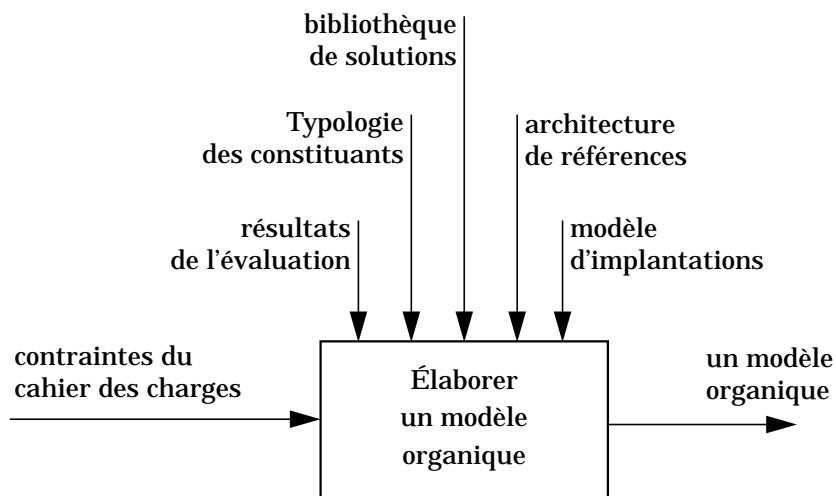 bibliothèque
de solutions
Typologie
des constituants
architecture
de références
résultats
de l'évaluation
modèle
d'implantations
contraintes du
cahier des charges
Élaborer
un modèle
organique
un modèle
organique